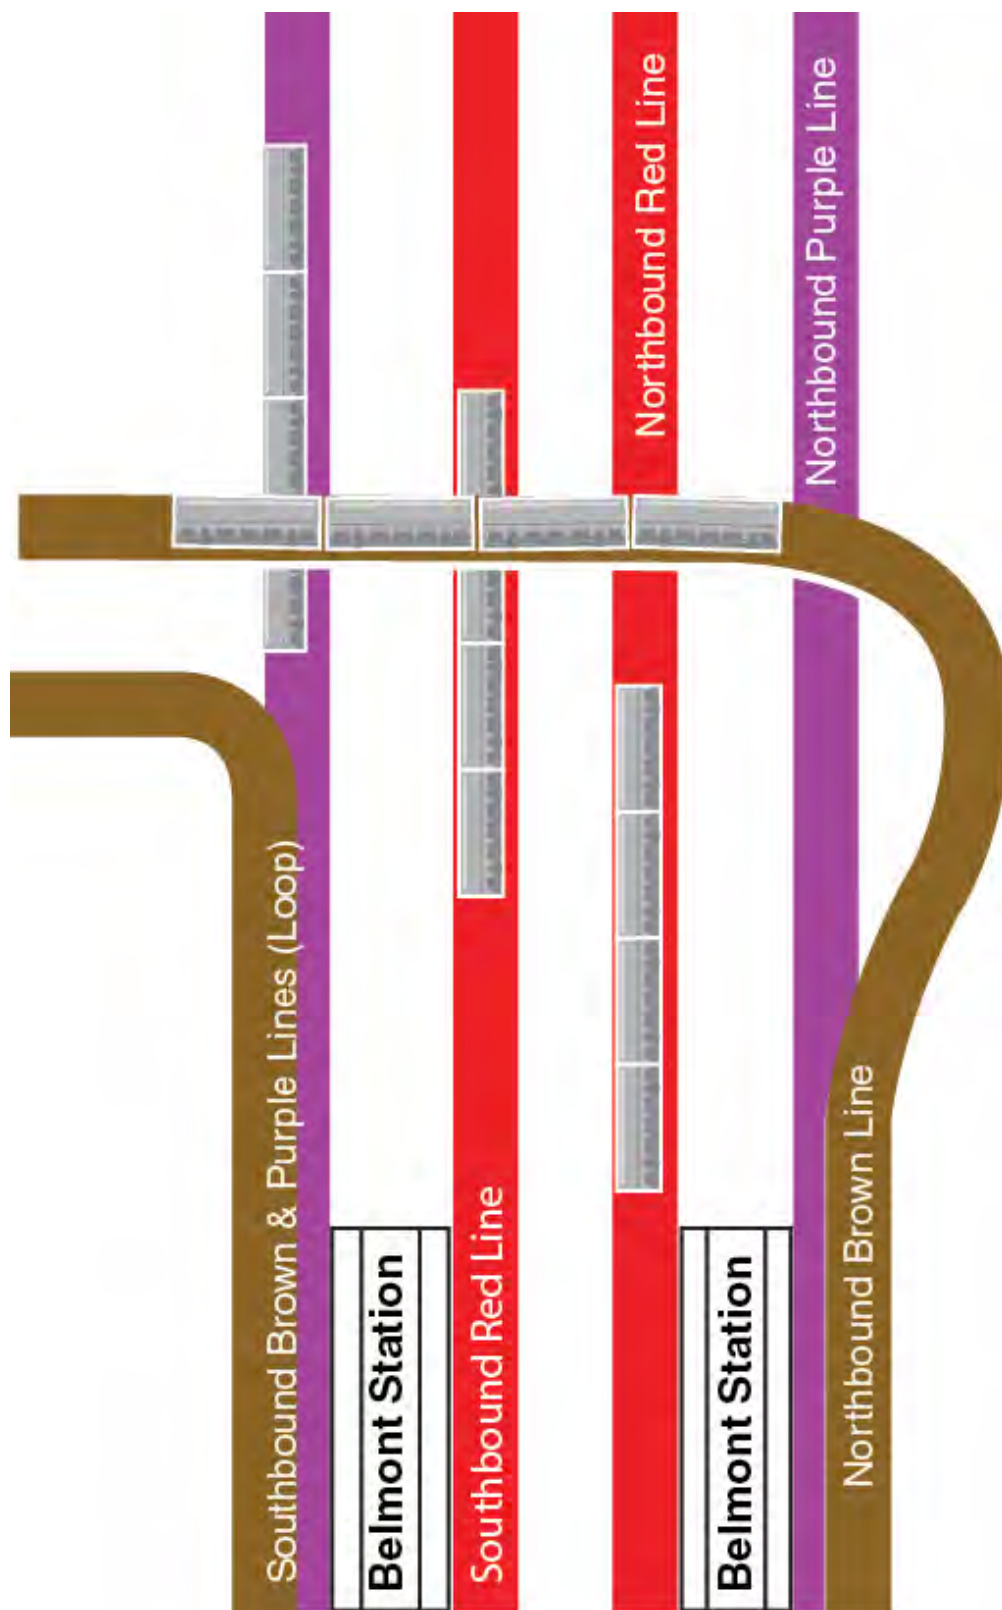 Southbound Brown & Purple Lines (Loop)
Belmont Station
Southbound Red Line
Northbound Red Line
Belmont Station
Northbound Purple Line
Northbound Brown Line